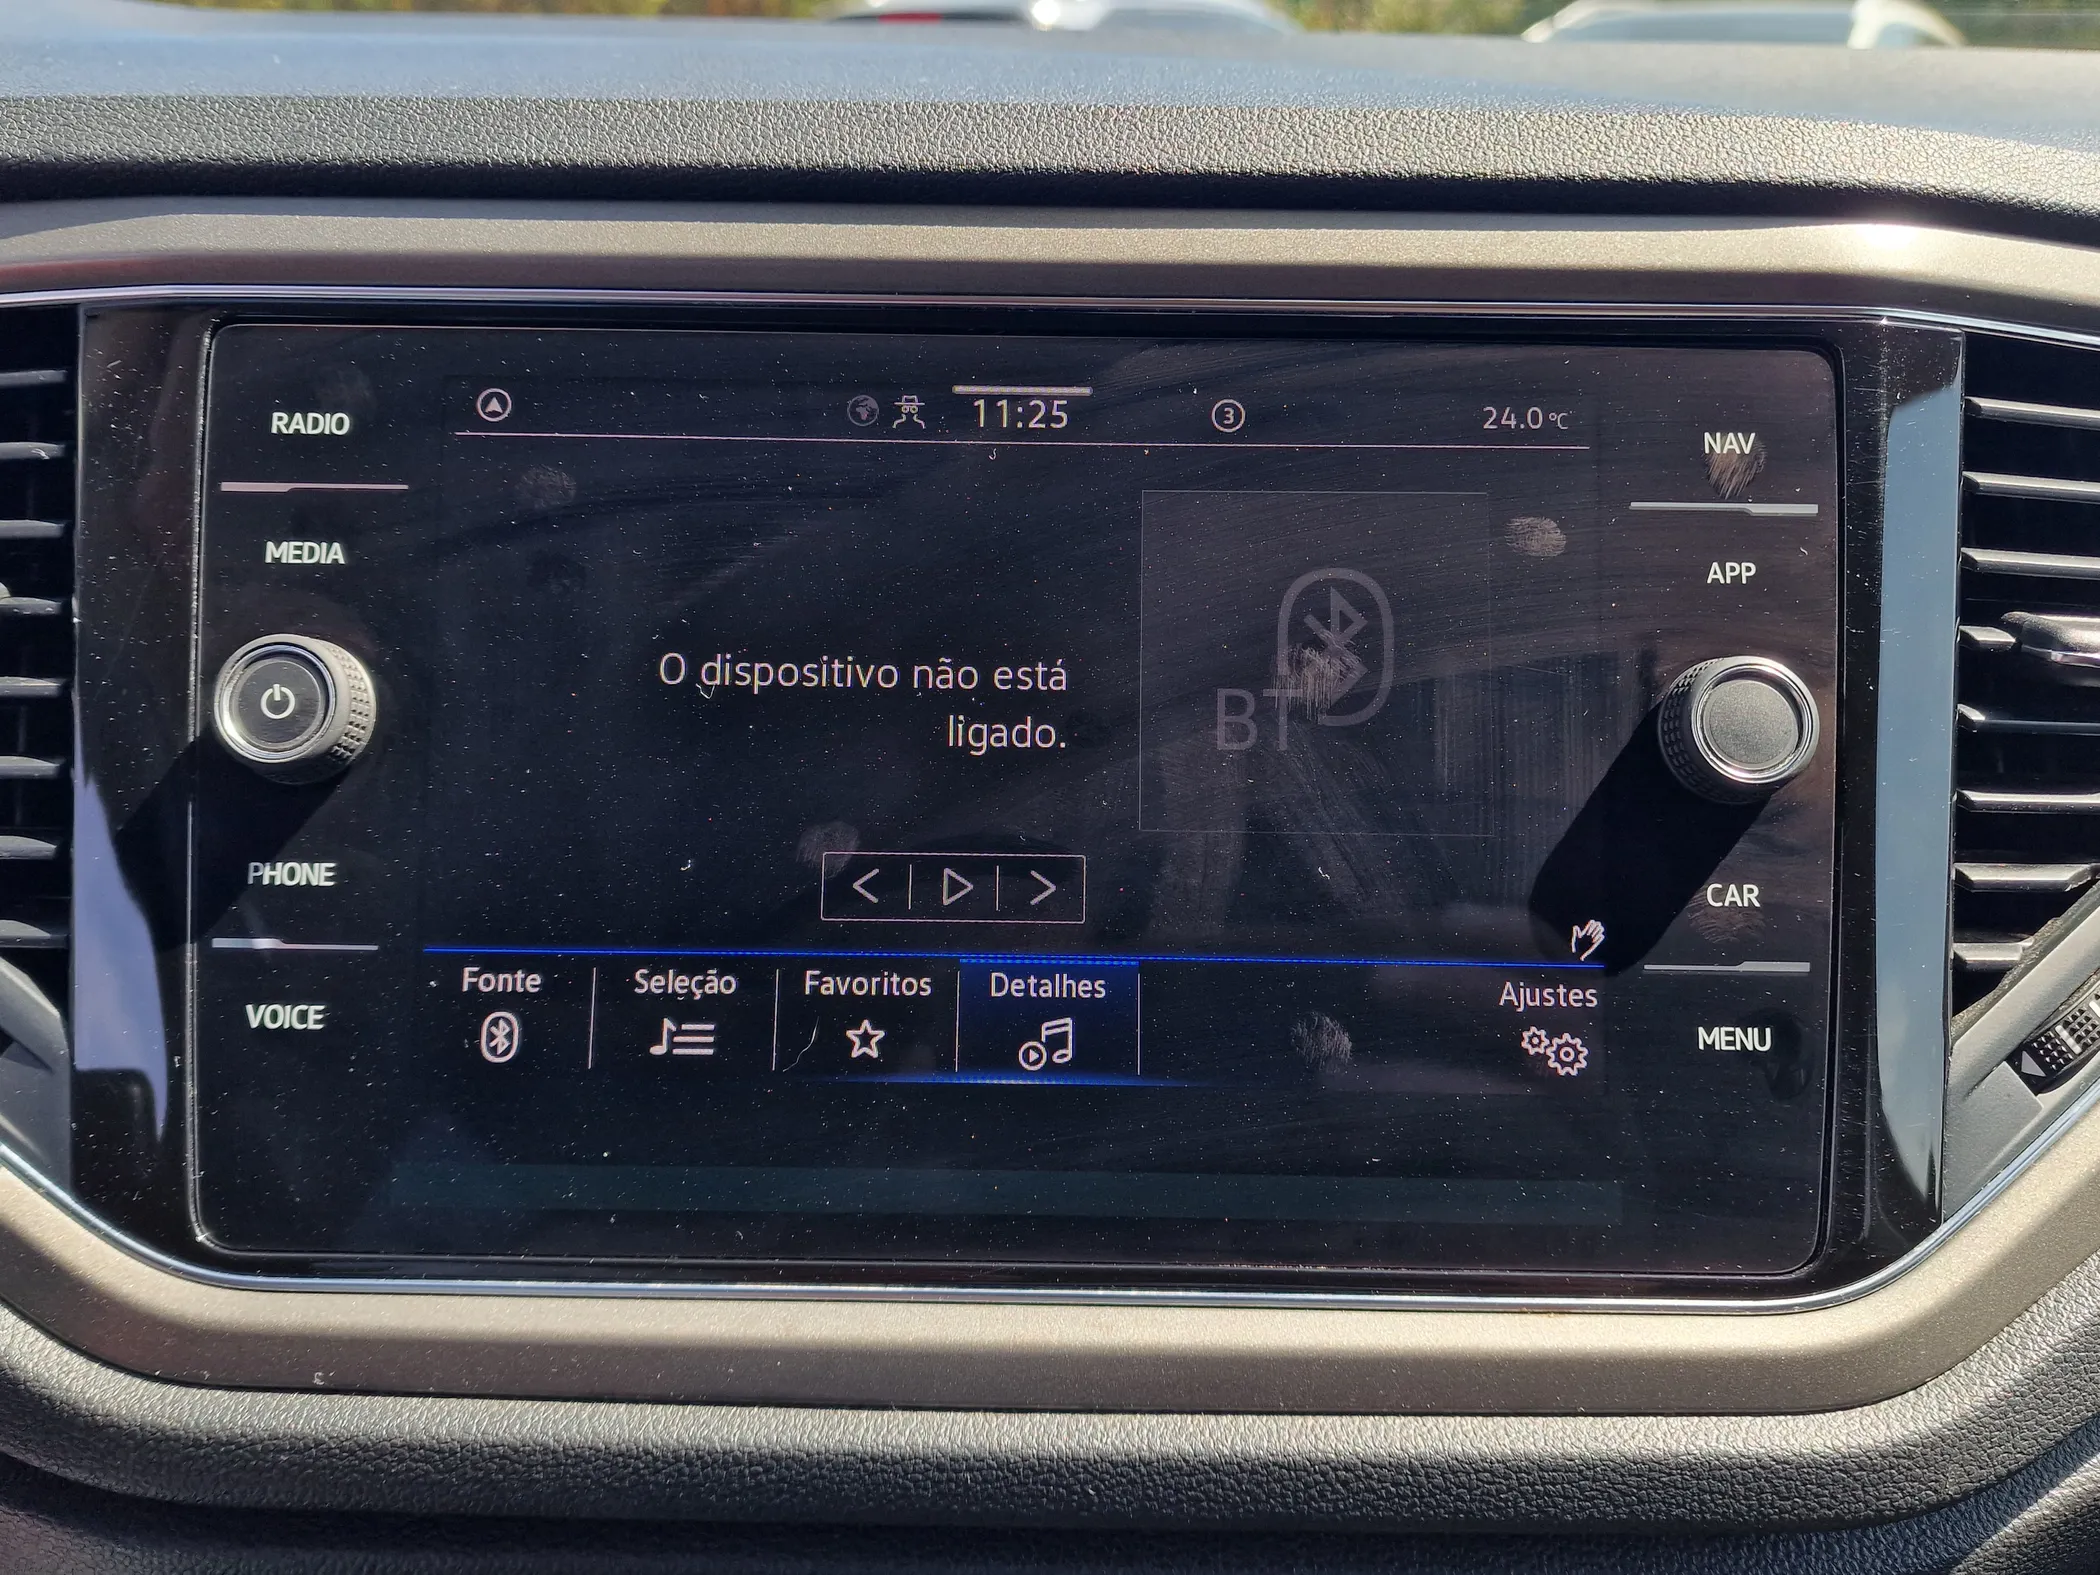 RADIO
MEDIA
PHONE
VOICE
11:25
3
24.0 °C
O dispositivo não está
ligado.
BT
Fonte
Seleção
Favoritos
Detalhes
Ajustes
NAV
APP
CAR
MENU